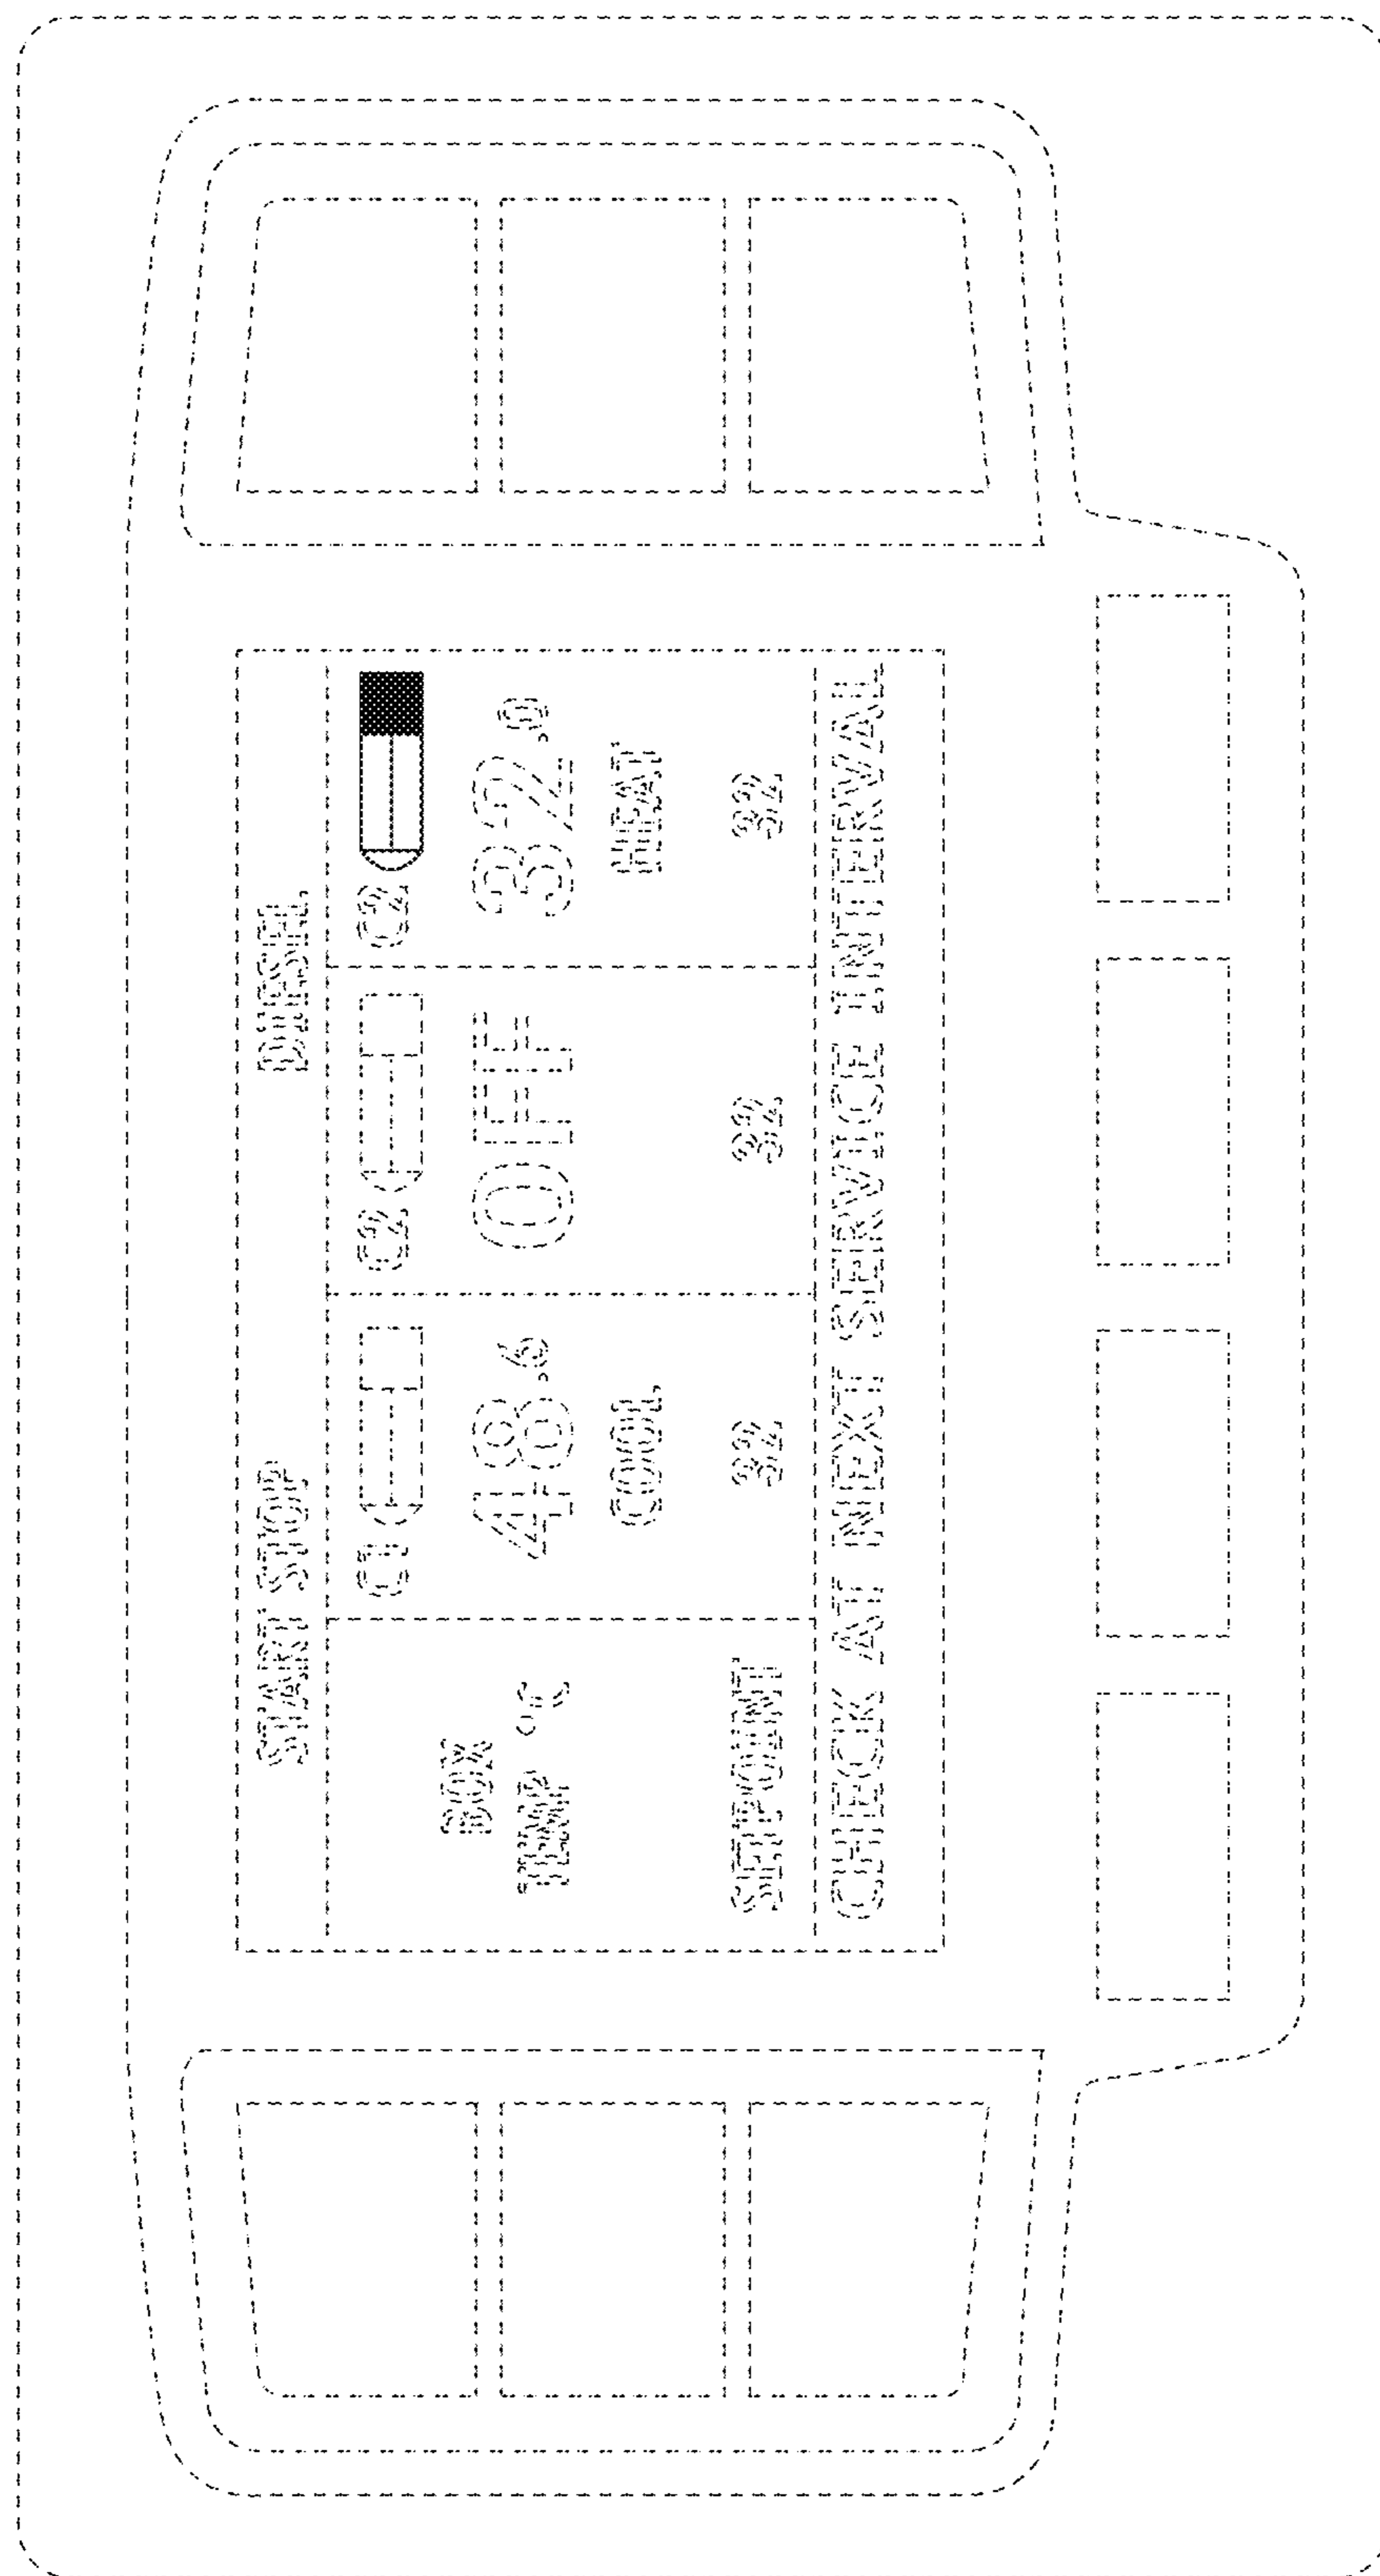 START STOP DIESEL
C1 C2 C2
BOX
TEMP °C 48.6 OFF 32.0
COOL HEAT
SETPOINT 32 32 32
CHECK AT NEXT SERVICE INTERVAL